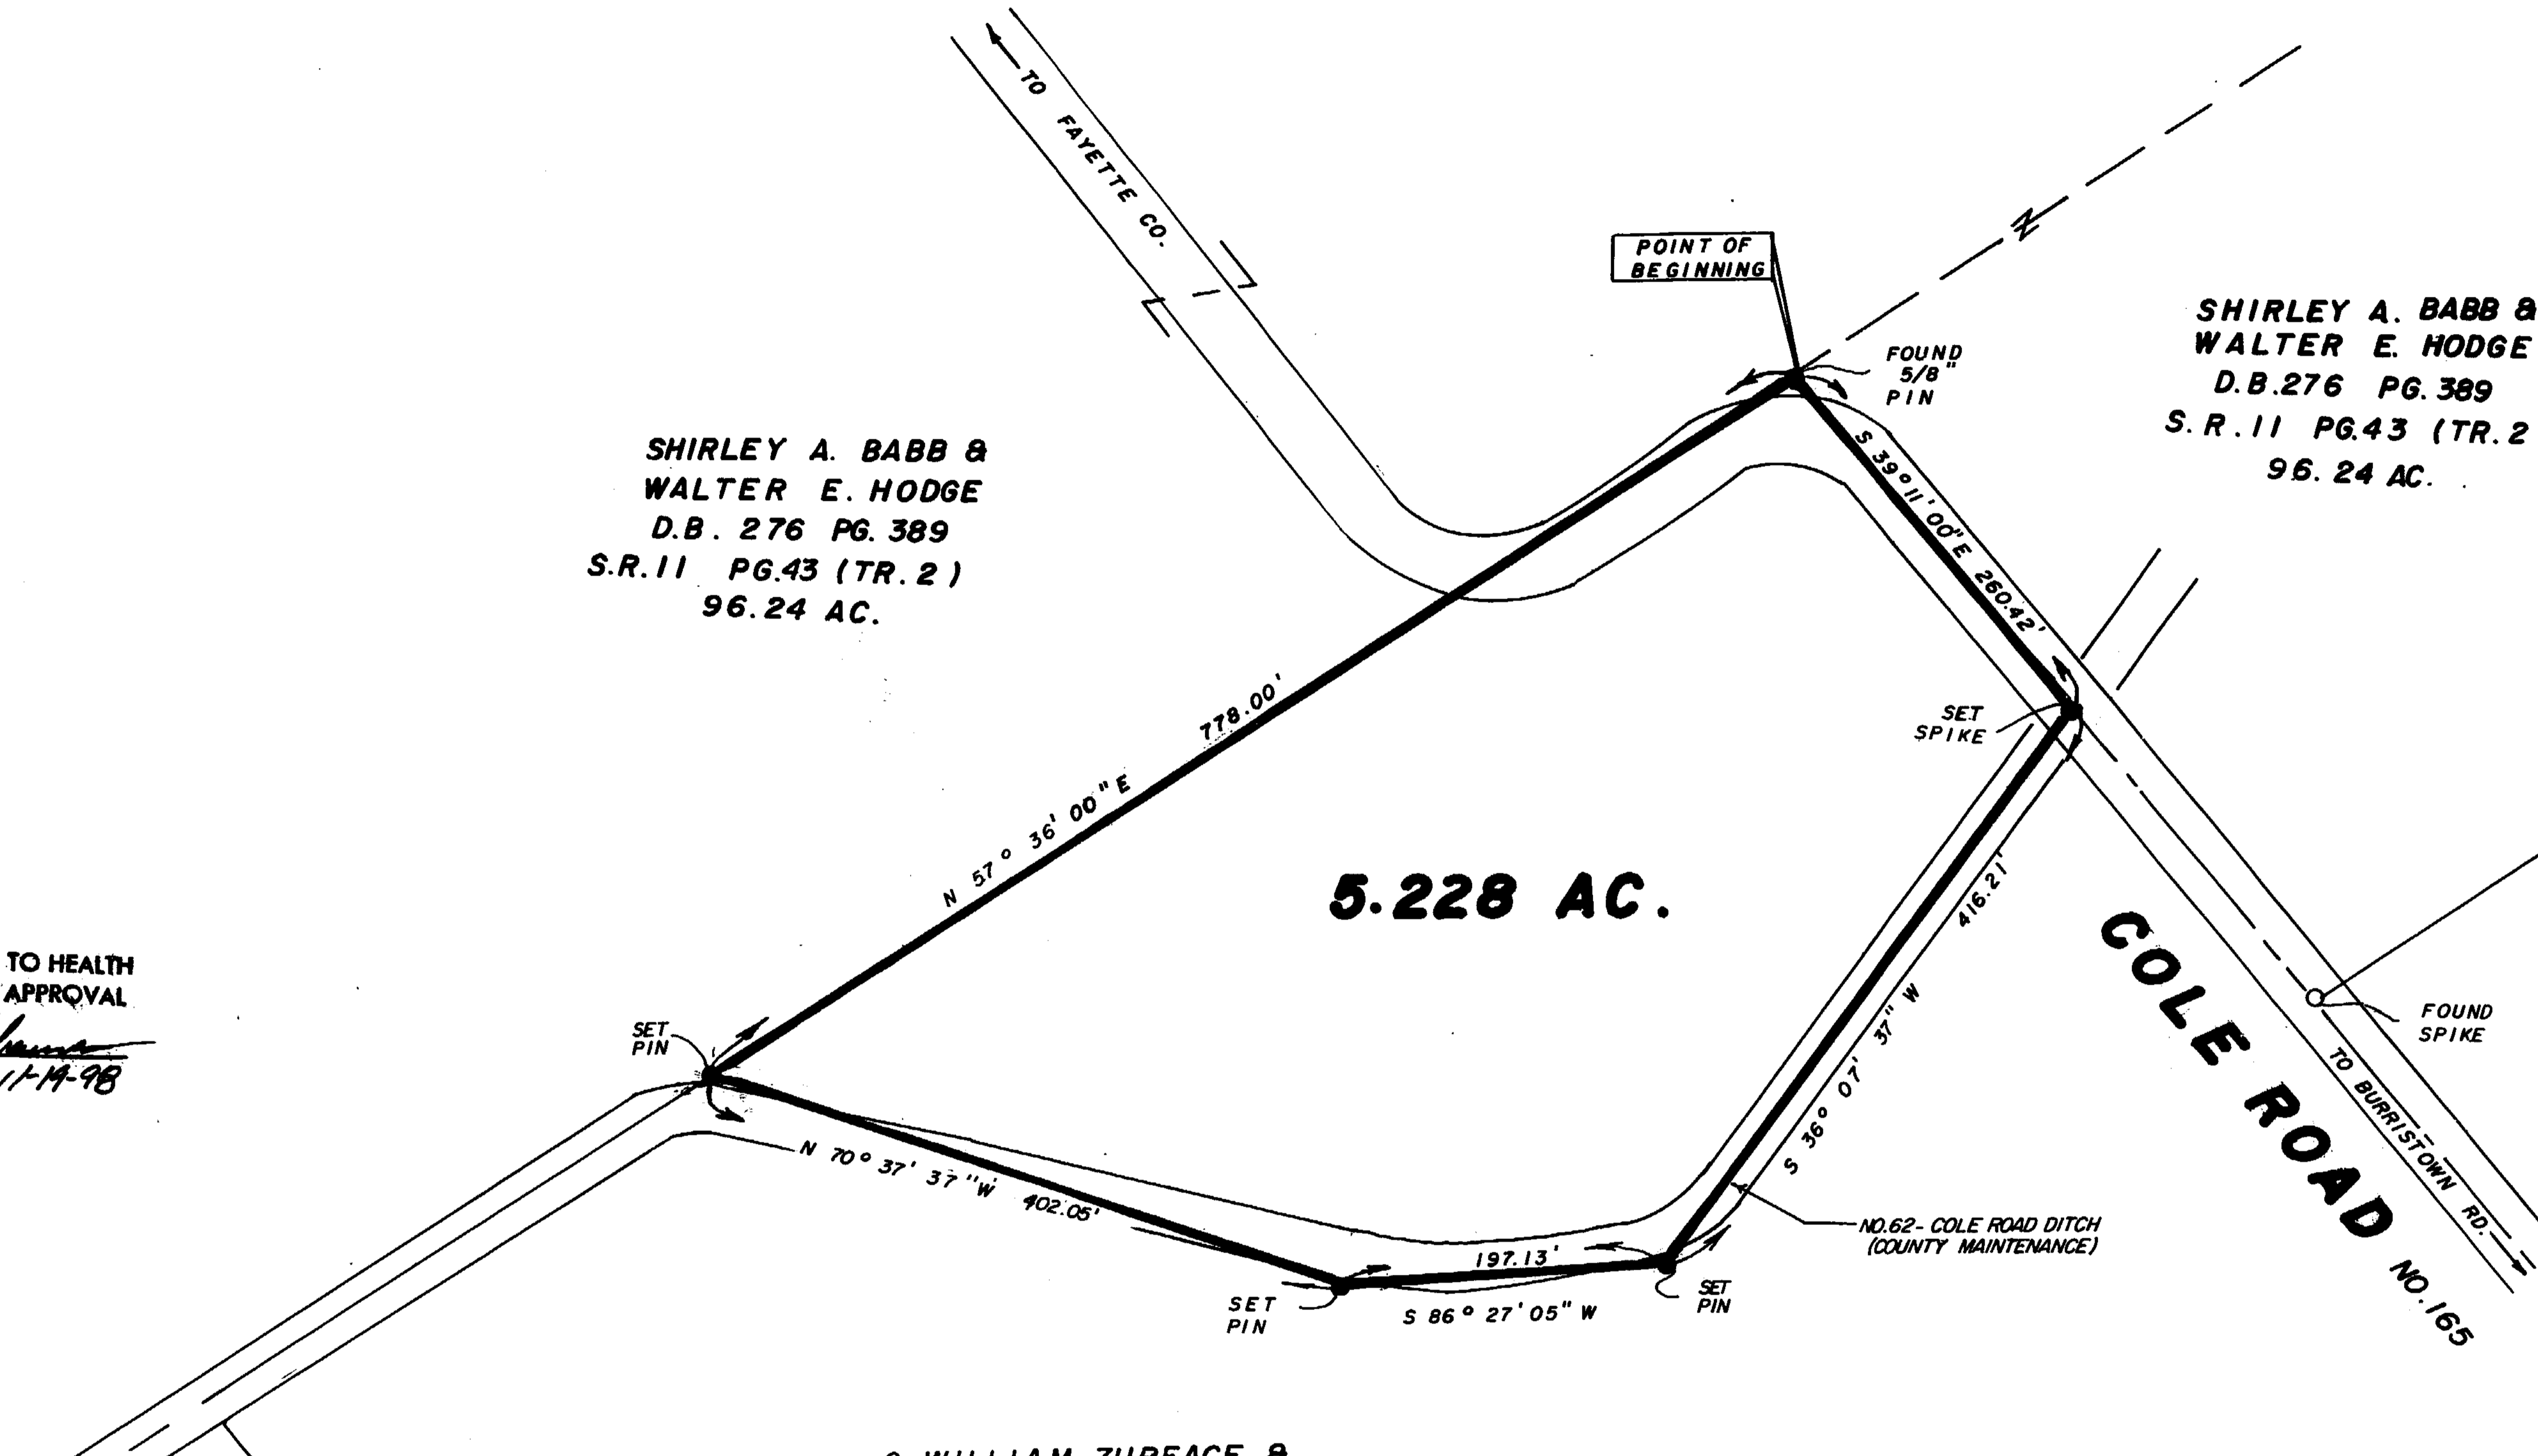 TO FAYETTE CO.
POINT OF
BEGINNING
N
FOUND
5/8"
PIN
SHIRLEY A. BABB &
WALTER E. HODGE
D.B.276 PG.389
S.R.11 PG.43 (TR.2
96.24 AC.
SHIRLEY A. BABB &
WALTER E. HODGE
D.B. 276 PG. 389
S.R.11 PG.43 (TR.2)
96.24 AC.
S 39° 11' 00" E 260.42'
SET
SPIKE
778.00'
N 57° 36' 00" E
5.228 AC.
416.21'
S 36° 07' 37" W
COLE ROAD NO.165
FOUND
SPIKE
TO BURRISTOWN RD.
TO HEALTH
APPROVAL
11-19-98
SET
PIN
N 70° 37' 37" W 402.05'
197.13'
S 86° 27' 05" W
SET
PIN
SET
PIN
NO.62- COLE ROAD DITCH
(COUNTY MAINTENANCE)
WILLIAM ZURFACE &